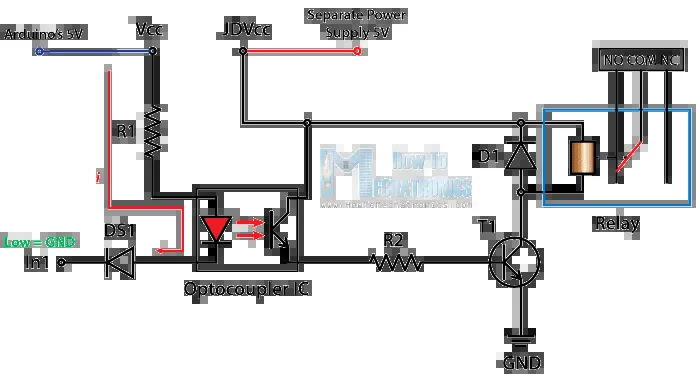 Separate Power
Supply 5V
Arduino's 5V
Vcc
JDVcc
NO COM NC
R1
D1
How To
Mechatronics
www.HowToMechatronics.com
i
Relay
DS1
T1
Low = GND
R2
In1
Optocoupler IC
GND